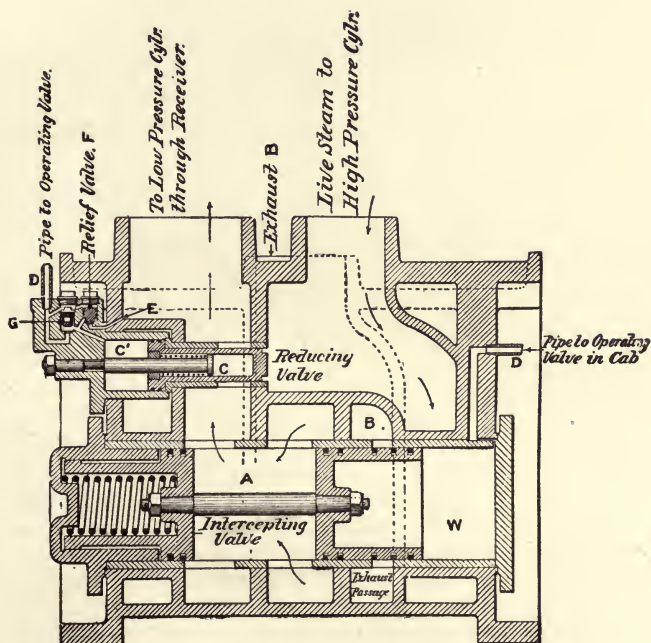 Pipe to Operating Valve.
Relief Valve. F
To Low Pressure Cylr.
through Receiver.
Exhaust B
Live Steam to
High Pressure Cylr.
D
G
E
C'
C
Reducing
Valve
Pipe to Operating
Valve in Cab
D
B
A
Intercepting
Valve
W
Exhaust
Passage